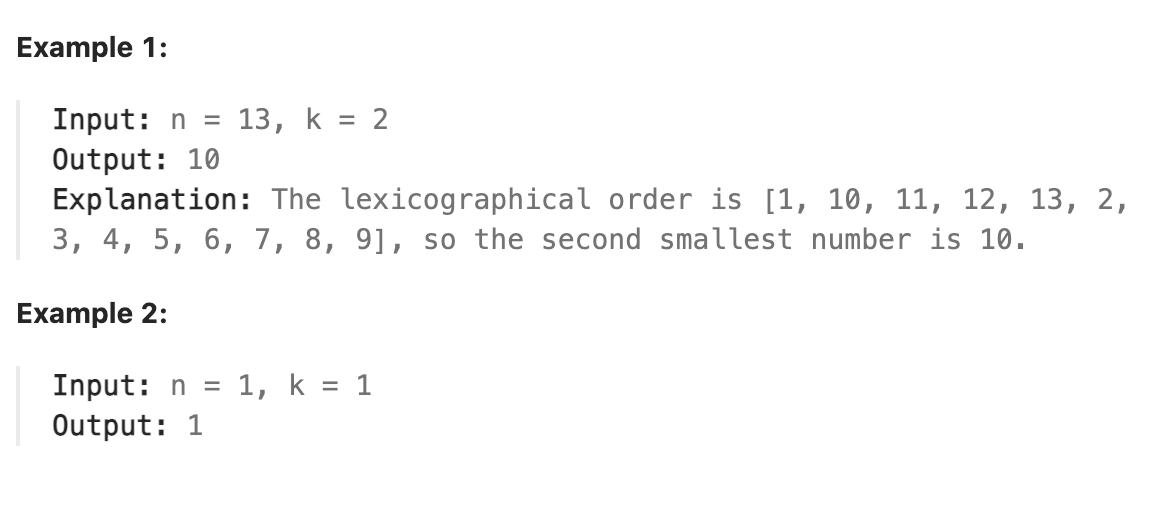 Example 1:
Input: n = 13, k = 2
Output: 10
Explanation: The lexicographical order is [1, 10, 11, 12, 13, 2,
3, 4, 5, 6, 7, 8, 9], so the second smallest number is 10.
Example 2:
Input: n = 1, k = 1
Output: 1